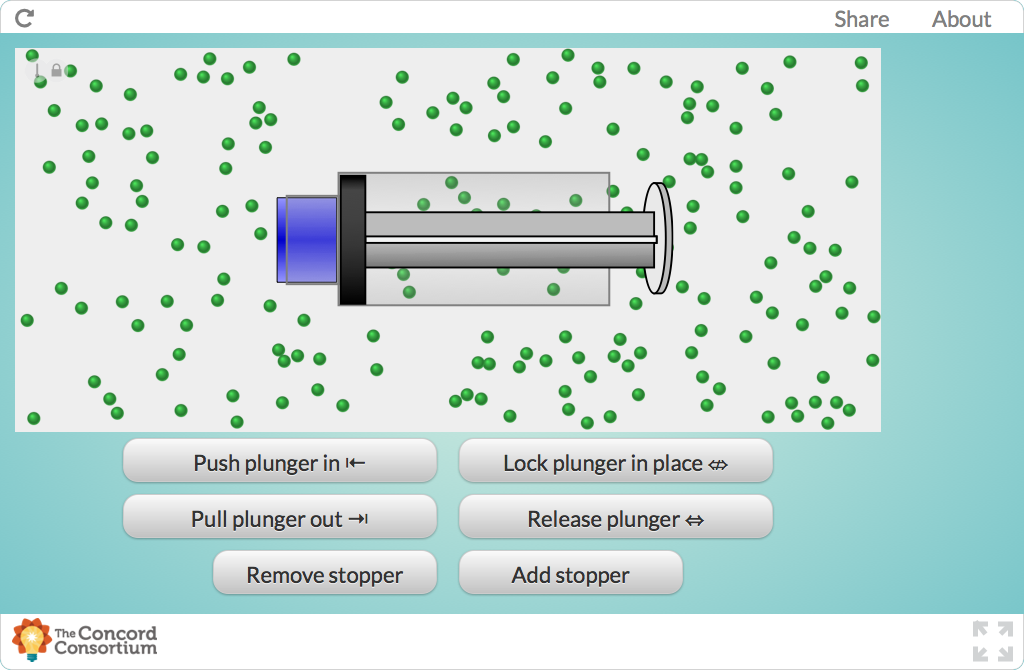 Share About
Push plunger in ⇤
Lock plunger in place ⇎
Pull plunger out ⇥
Release plunger ⇔
Remove stopper
Add stopper
The Concord
Consortium